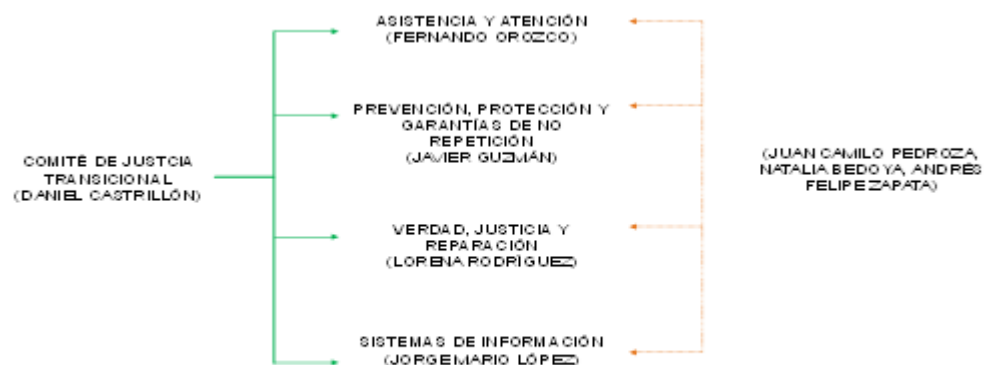 ASISTENCIA Y ATENCIÓN
(FERNANDO OROZCO)
PREVENCIÓN, PROTECCIÓN Y
GARANTÍAS DE NO
REPETICIÓN
(JAVIER GUZMÁN)
COMITÉ DE JUSTCIA
TRANSICIONAL
(DANIEL CASTRILLÓN)
(JUAN CAMILO PEDROZA,
NATALIA BEDOYA, ANDRÉS
FELIPE ZAPATA)
VERDAD, JUSTICIA Y
REPARACIÓN
(LORENA RODRÍGUEZ)
SISTEMAS DE INFORMACIÓN
(JORGE MARIO LÓPEZ)